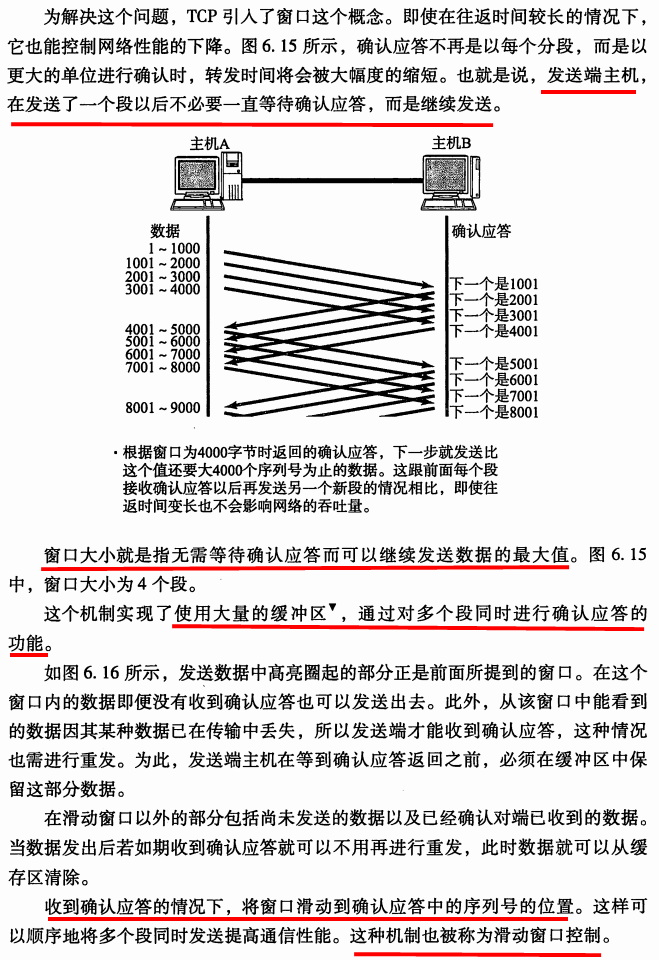 为解决这个问题，TCP 引入了窗口这个概念。即使在往返时间较长的情况下，
它也能控制网络性能的下降。图 6.15 所示，确认应答不再是以每个分段，而是以
更大的单位进行确认时，转发时间将会被大幅度的缩短。也就是说，发送端主机，
在发送了一个段以后不必要一直等待确认应答，而是继续发送。
主机A
主机B
数据
确认应答
1 ~ 1000
1001 ~ 2000
2001 ~ 3000
3001 ~ 4000
下一个是1001
下一个是2001
下一个是3001
下一个是4001
4001 ~ 5000
5001 ~ 6000
6001 ~ 7000
7001 ~ 8000
下一个是5001
下一个是6001
下一个是7001
下一个是8001
8001 ~ 9000
· 根据窗口为4000字节时返回的确认应答，下一步就发送比
这个值还要大4000个序列号为止的数据。这跟前面每个段
接收确认应答以后再发送另一个新段的情况相比，即使往
返时间变长也不会影响网络的吞吐量。
窗口大小就是指无需等待确认应答而可以继续发送数据的最大值。图 6.15
中，窗口大小为 4 个段。
这个机制实现了使用大量的缓冲区▼，通过对多个段同时进行确认应答的
功能。
如图 6.16 所示，发送数据中高亮圈起的部分正是前面所提到的窗口。在这个
窗口内的数据即便没有收到确认应答也可以发送出去。此外，从该窗口中能看到
的数据因其某种数据已在传输中丢失，所以发送端才能收到确认应答，这种情况
也需进行重发。为此，发送端主机在等到确认应答返回之前，必须在缓冲区中保
留这部分数据。
在滑动窗口以外的部分包括尚未发送的数据以及已经确认对端已收到的数据。
当数据发出后若如期收到确认应答就可以不用再进行重发，此时数据就可以从缓
存区清除。
收到确认应答的情况下，将窗口滑动到确认应答中的序列号的位置。这样可
以顺序地将多个段同时发送提高通信性能。这种机制也被称为滑动窗口控制。